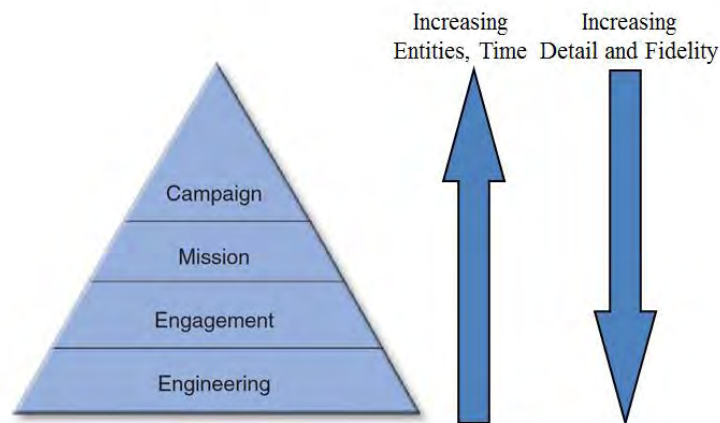 Increasing
Entities, Time
Increasing
Detail and Fidelity
Campaign
Mission
Engagement
Engineering